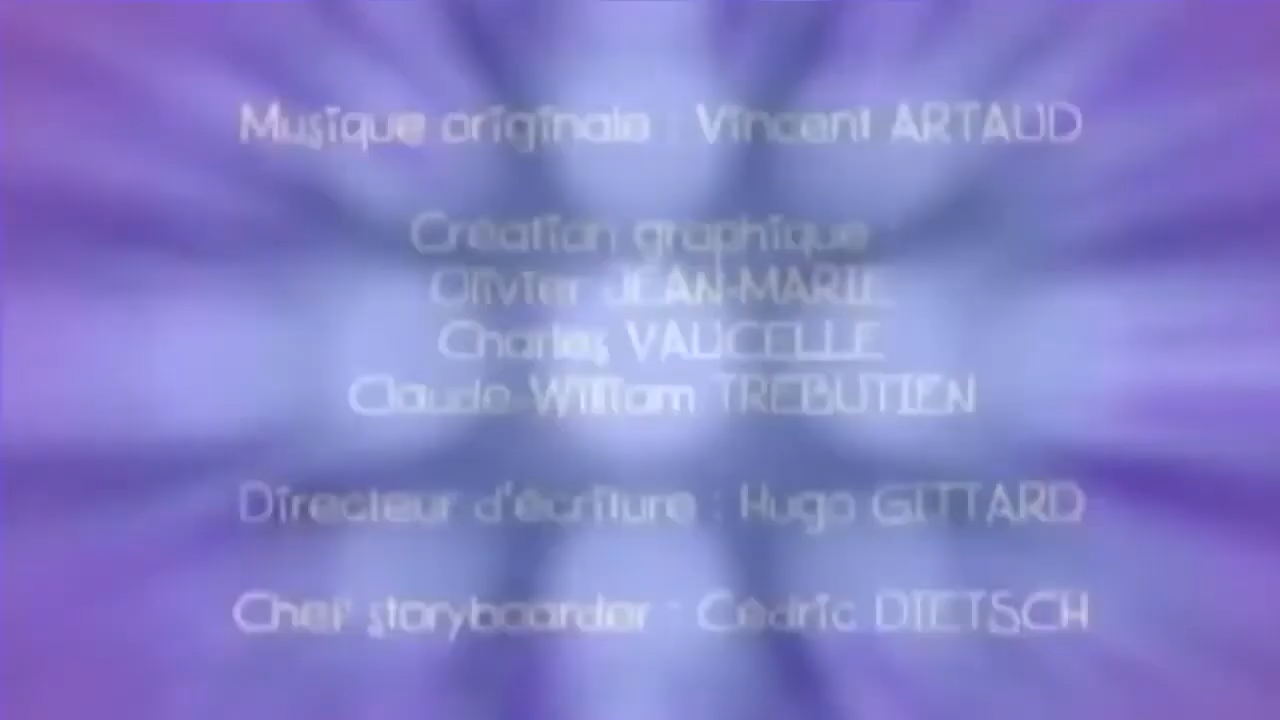 Musique originale : Vincent ARTAUD
Création graphique
Olivier JEAN-MARIE
Charles VAUCELLE
Claude William TREBUTIEN
Directeur d'écriture : Hugo GITTARD
Chef storyboarder : Cédric DIETSCH